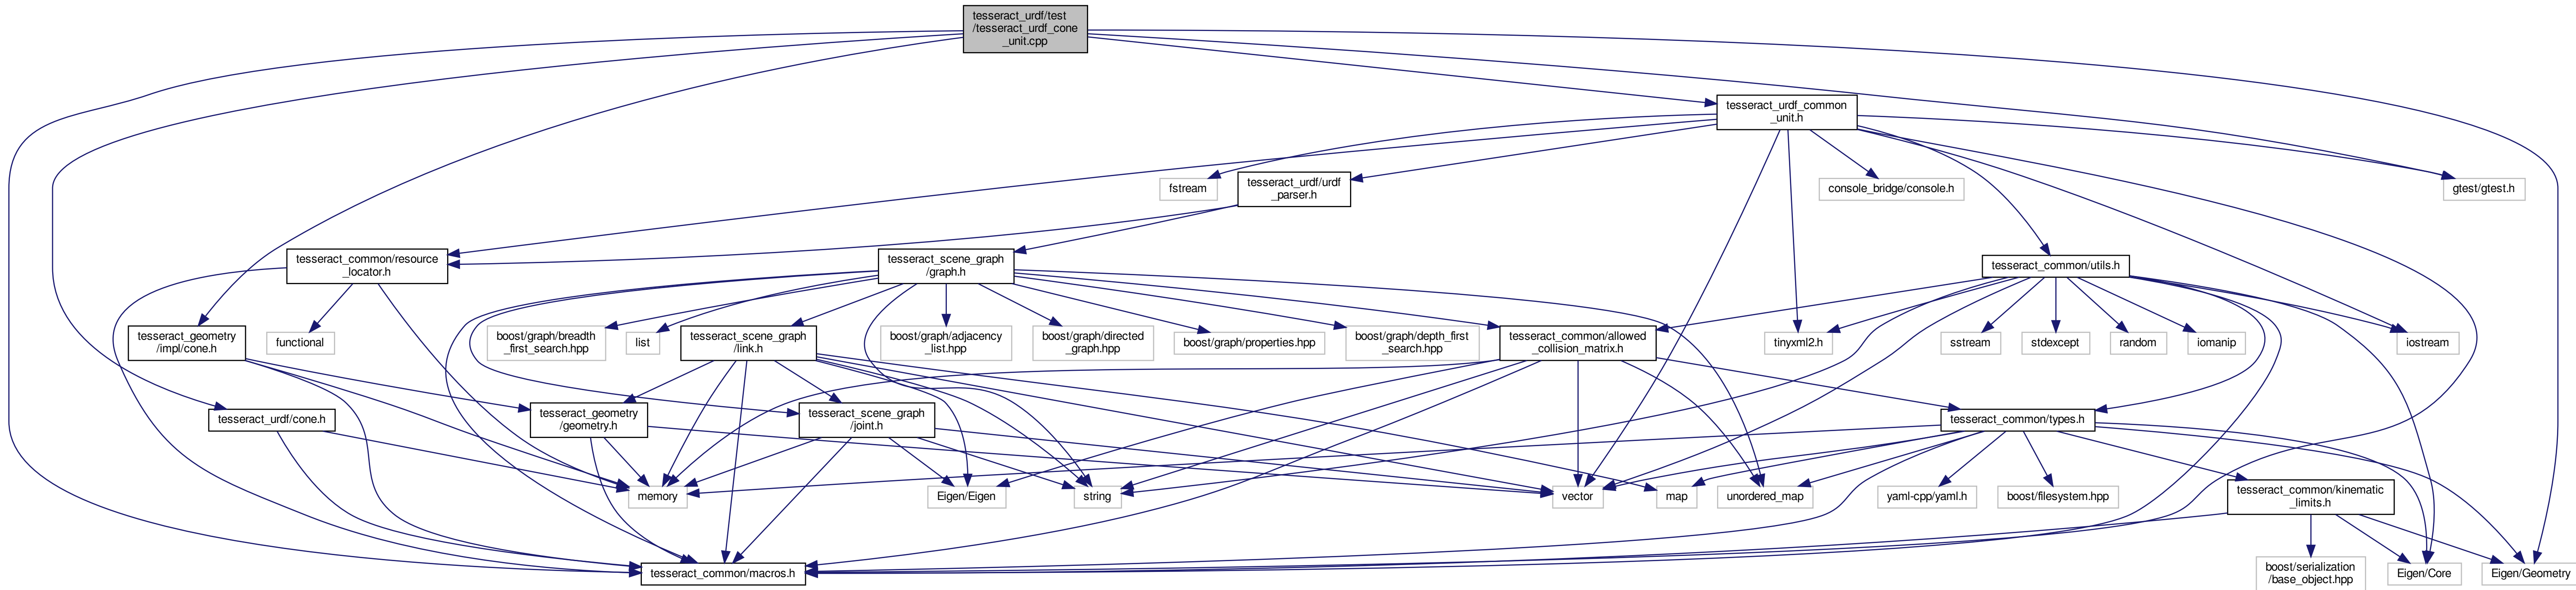 tesseract_urdf/test
/tesseract_urdf_cone
_unit.cpp
tesseract_urdf_common
_unit.h
fstream
tesseract_urdf/urdf
_parser.h
console_bridge/console.h
gtest/gtest.h
tesseract_common/resource
_locator.h
tesseract_scene_graph
/graph.h
tesseract_common/utils.h
tesseract_geometry
/impl/cone.h
functional
boost/graph/breadth
_first_search.hpp
list
tesseract_scene_graph
/link.h
boost/graph/adjacency
_list.hpp
boost/graph/directed
_graph.hpp
boost/graph/properties.hpp
boost/graph/depth_first
_search.hpp
tesseract_common/allowed
_collision_matrix.h
tinyxml2.h
sstream
stdexcept
random
iomanip
iostream
tesseract_urdf/cone.h
tesseract_geometry
/geometry.h
tesseract_scene_graph
/joint.h
tesseract_common/types.h
memory
Eigen/Eigen
string
vector
map
unordered_map
yaml-cpp/yaml.h
boost/filesystem.hpp
tesseract_common/kinematic
_limits.h
tesseract_common/macros.h
boost/serialization
/base_object.hpp
Eigen/Core
Eigen/Geometry